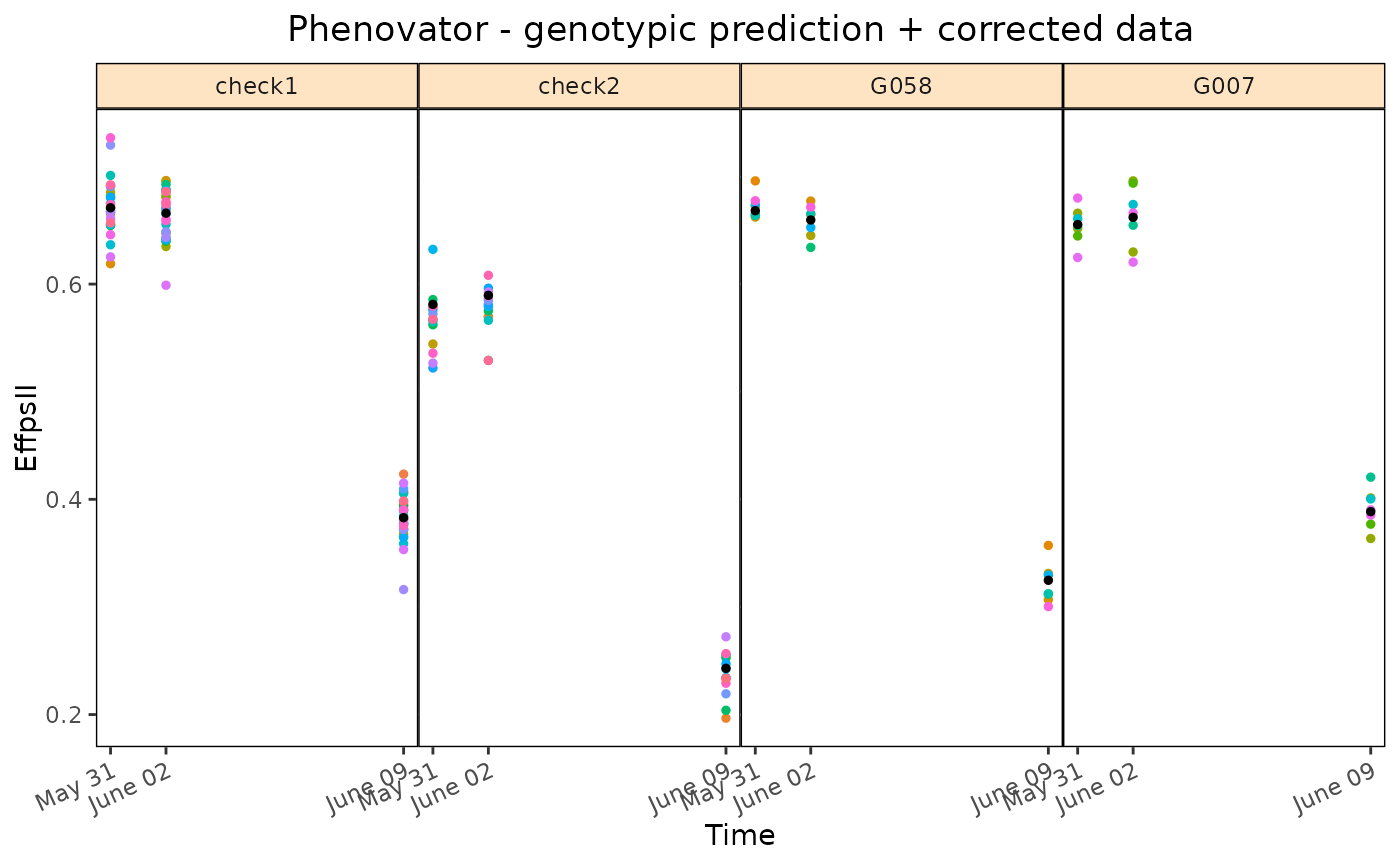 Phenovator - genotypic prediction + corrected data
check1 check2 G058 G007
EffpsII
0.6
0.4
0.2
May 31 June 02 June 09 May 31 June 02 June 09 May 31 June 02 June 09 May 31 June 02 June 09
Time